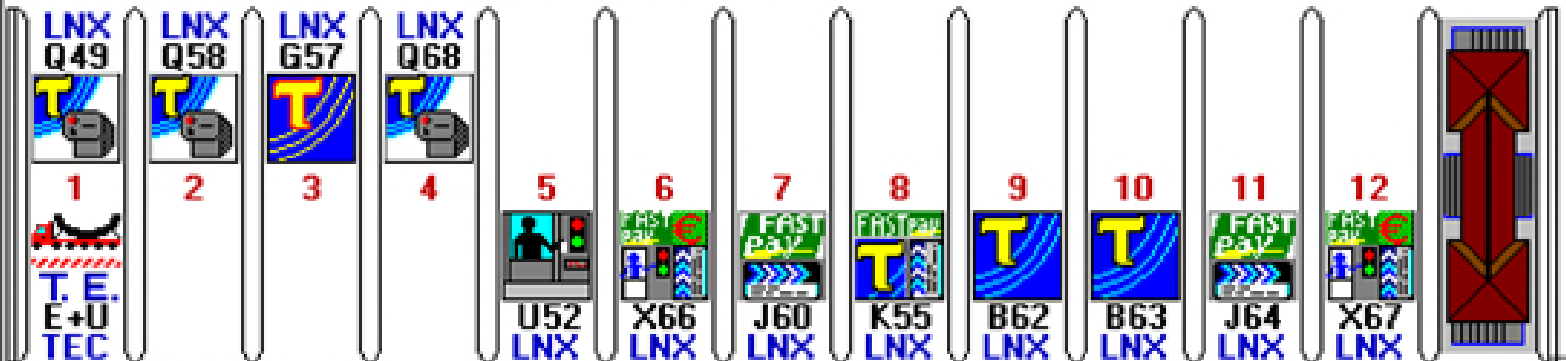 LNX LNX LNX LNX
Q49 Q58 G57 Q68
T T T T
1 2 3 4 5 6 7 8 9 10 11 12
FAST pay € FAST pay FAST pay T T T FAST pay FAST pay €
T. E.
E+U U52 X66 J60 K55 B62 B63 J64 X67
TEC LNX LNX LNX LNX LNX LNX LNX LNX